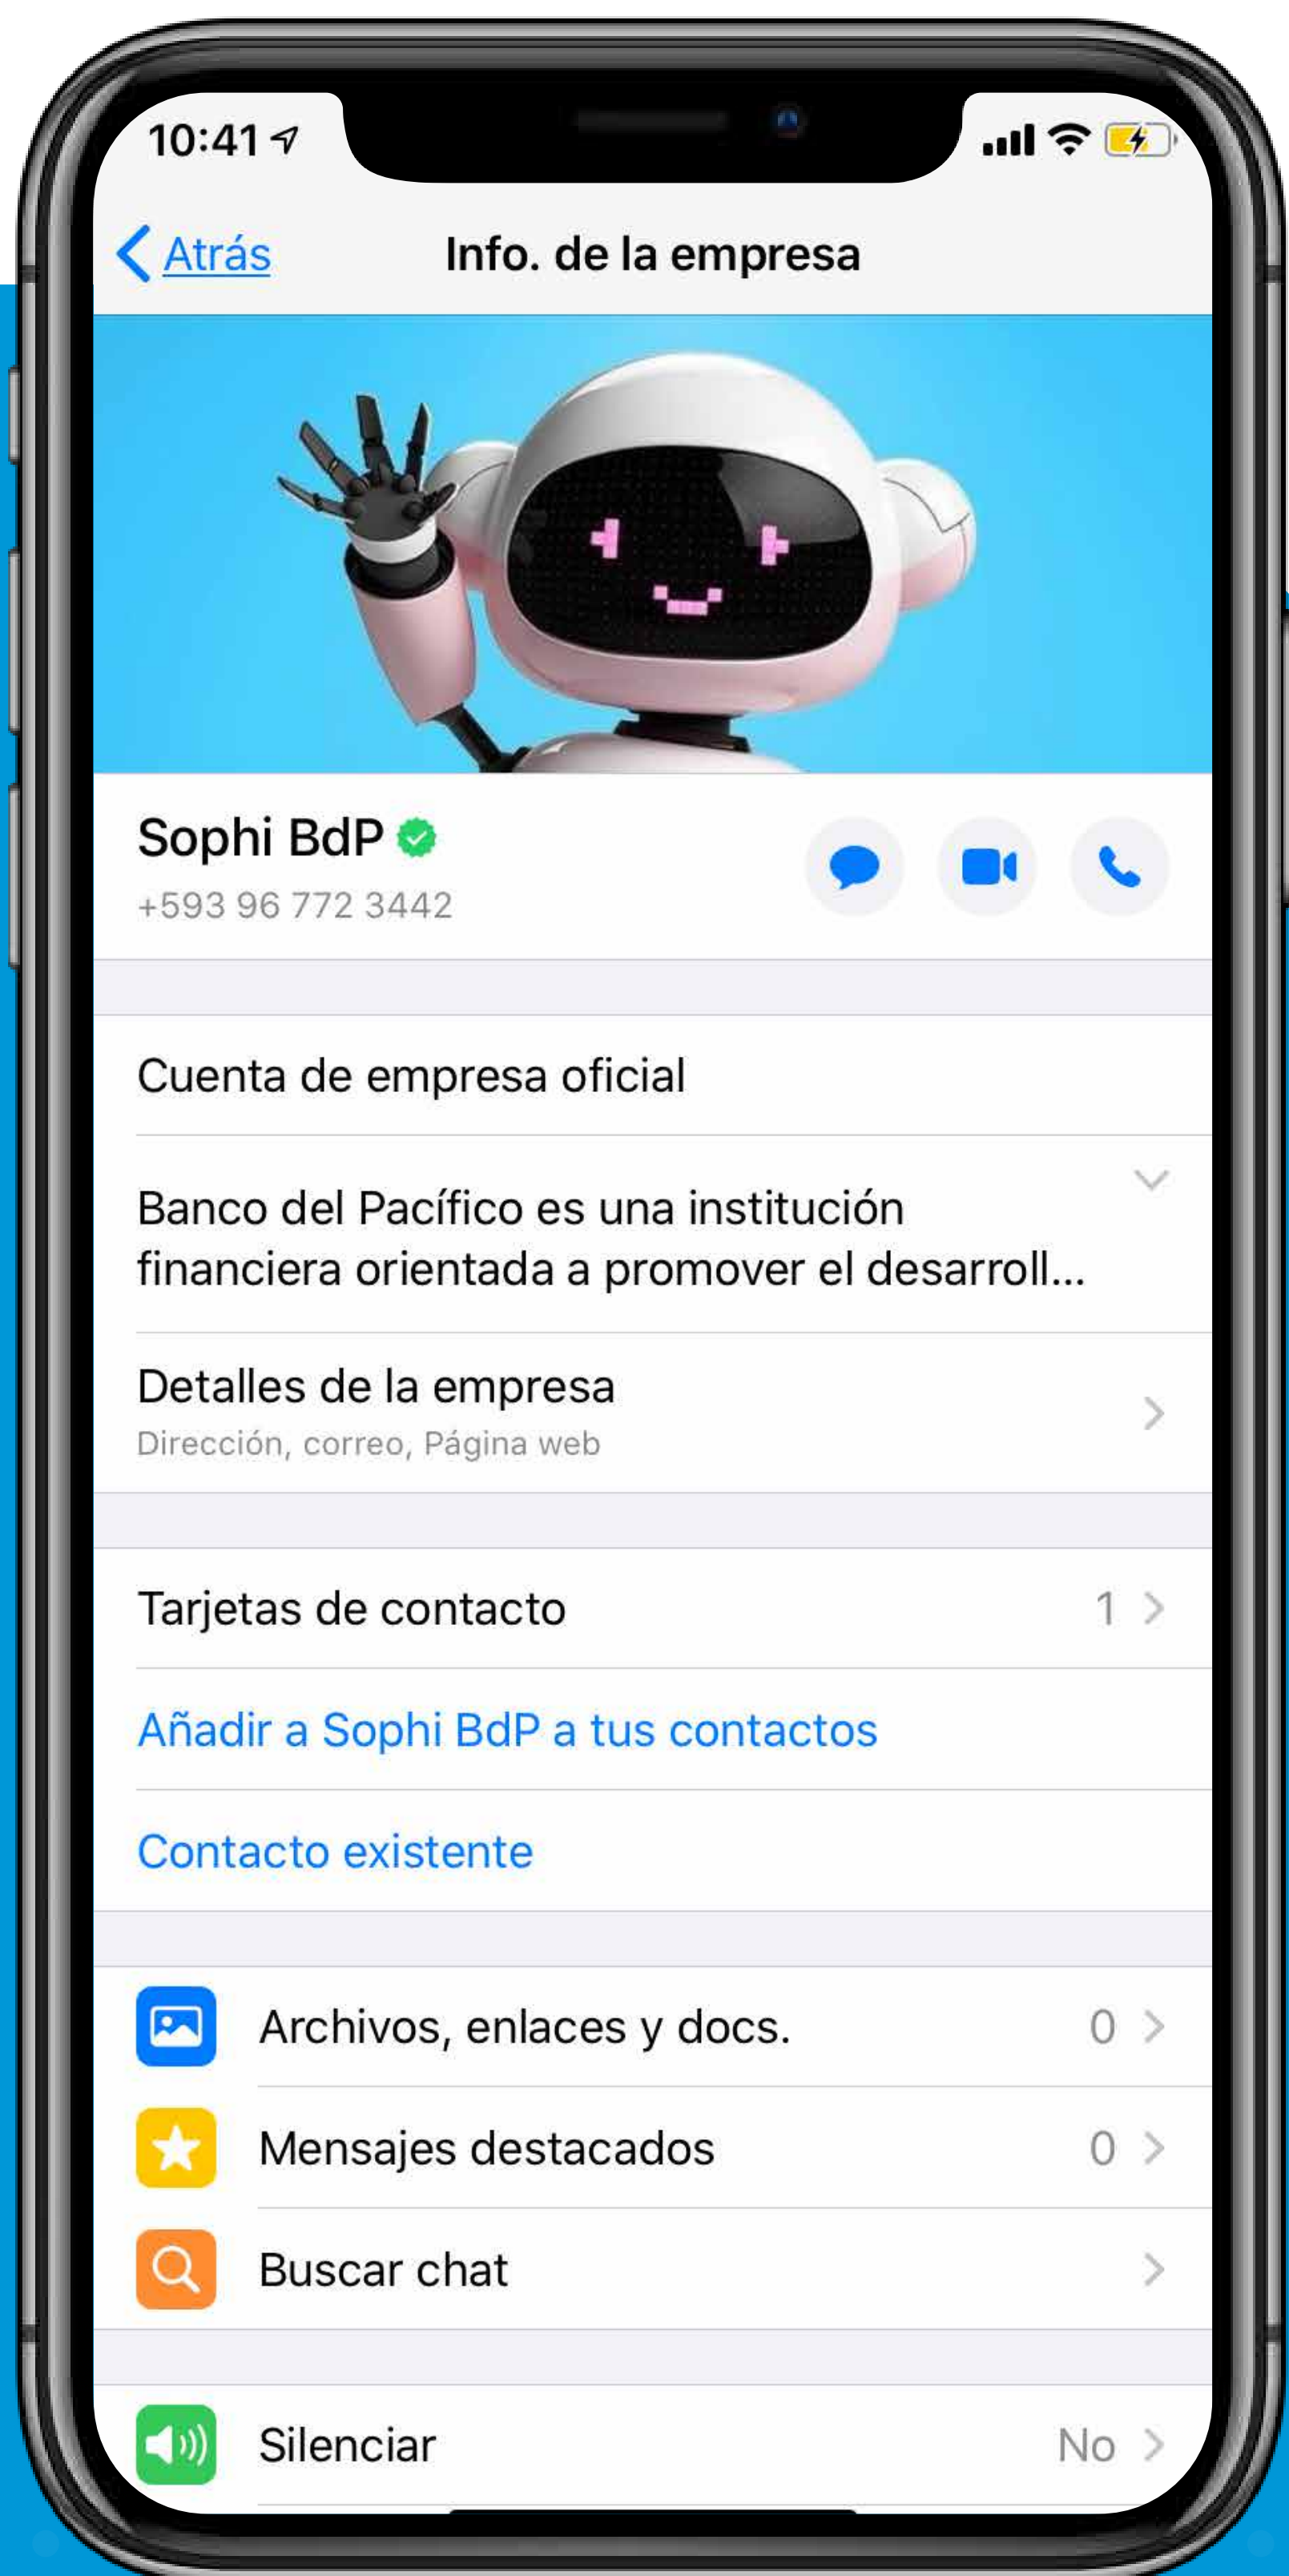 10:41
Atrás
Info. de la empresa
Sophi BdP
+593 96 772 3442
Cuenta de empresa oficial
Banco del Pacífico es una institución
financiera orientada a promover el desarroll...
Detalles de la empresa
Dirección, correo, Página web
Tarjetas de contacto 1
Añadir a Sophi BdP a tus contactos
Contacto existente
Archivos, enlaces y docs. 0
Mensajes destacados 0
Buscar chat
Silenciar No